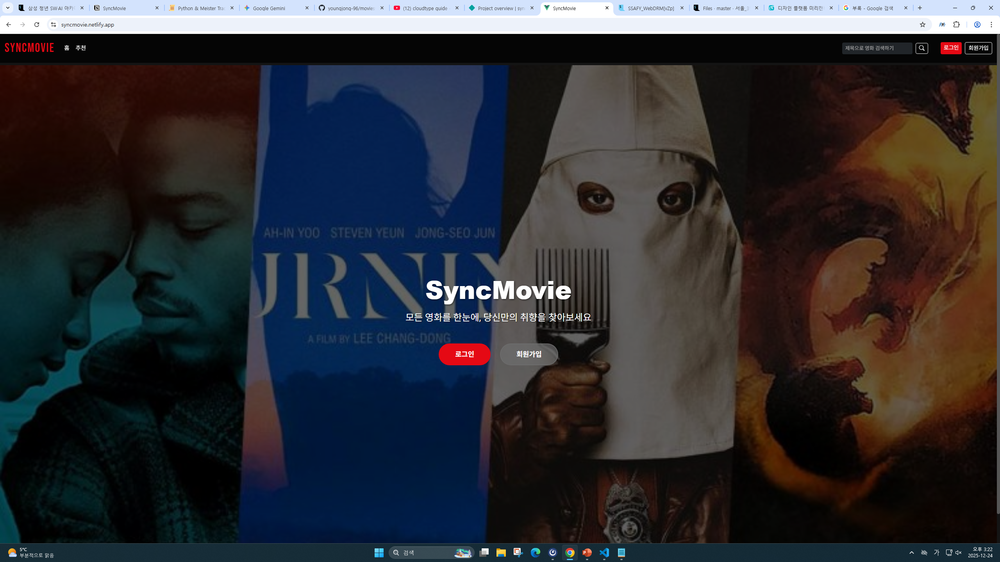 삼성 청년 SW·AI 아카
SyncMovie
Python & Meister Trac
Google Gemini
youngjong-96/movies
(12) cloudtype guide
Project overview | sync
SyncMovie
SSAFY_WebDRM[vZp]
Files · master · 서울_3
디자인 플랫폼 미리캔
부록 - Google 검색
syncmovie.netlify.app
SYNCMOVIE 홈 추천 제목으로 영화 검색하기 로그인 회원가입
AH-IN YOO STEVEN YEUN JONG-SEO JUN
URNIN
SyncMovie
모든 영화를 한눈에, 당신만의 취향을 찾아보세요
A FILM BY LEE CHANG-DONG
로그인 회원가입
5°C
부분적으로 맑음
검색
가
오후 3:22
2025-12-24